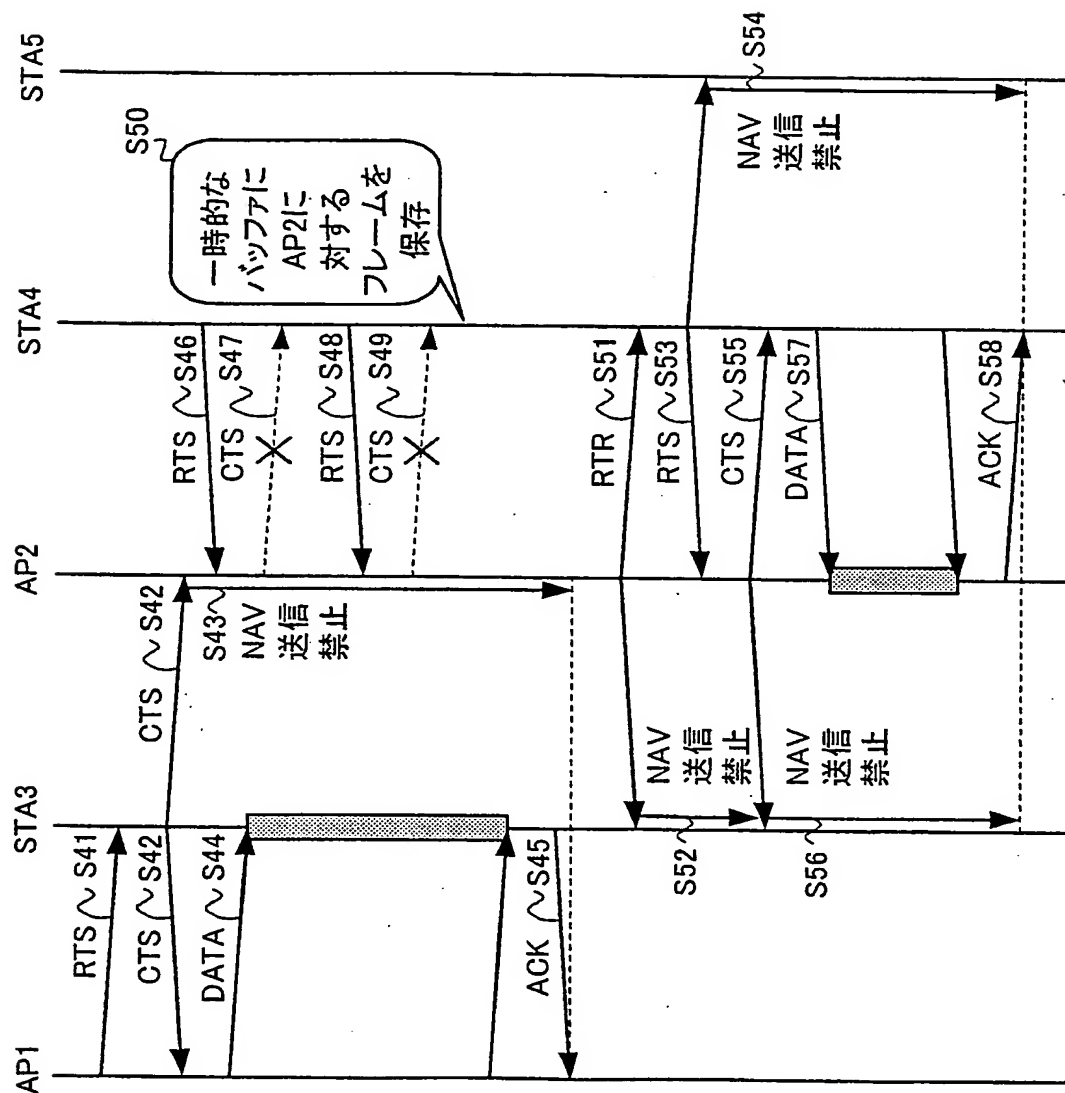 AP1
STA3
AP2
STA4
STA5
RTS S41
CTS S42
CTS S42
S43
NAV
送信
禁止
DATA S44
ACK S45
RTS S46
CTS S47
RTS S48
CTS S49
S50
一時的な
バッファに
AP2に
対する
フレームを
保存
RTR S51
NAV
送信
禁止
S52
RTS S53
NAV
送信
禁止
S54
CTS S55
NAV
送信
禁止
S56
DATA S57
ACK S58